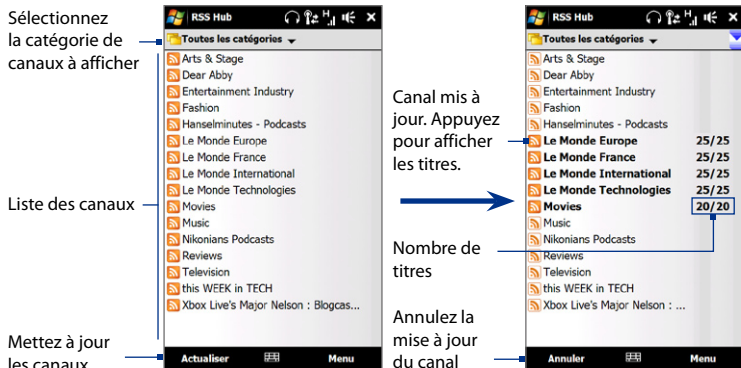 Sélectionnez
la catégorie de
canaux à afficher
Liste des canaux
Mettez à jour
les canaux
RSS Hub
H
Toutes les catégories
Arts & Stage
Dear Abby
Entertainment Industry
Fashion
Hanselminutes - Podcasts
Le Monde Europe
Le Monde France
Le Monde International
Le Monde Technologies
Movies
Music
Nikonians Podcasts
Reviews
Television
this WEEK in TECH
Xbox Live's Major Nelson : Blogcas...
Actualiser
Menu
Canal mis à
jour. Appuyez
pour afficher
les titres.
Nombre de
titres
Annulez la
mise à jour
du canal
RSS Hub
H
Toutes les catégories
Arts & Stage
Dear Abby
Entertainment Industry
Fashion
Hanselminutes - Podcasts
Le Monde Europe 25/25
Le Monde France 25/25
Le Monde International 25/25
Le Monde Technologies 25/25
Movies 20/20
Music
Nikonians Podcasts
Reviews
Television
this WEEK in TECH
Xbox Live's Major Nelson : ...
Annuler
Menu